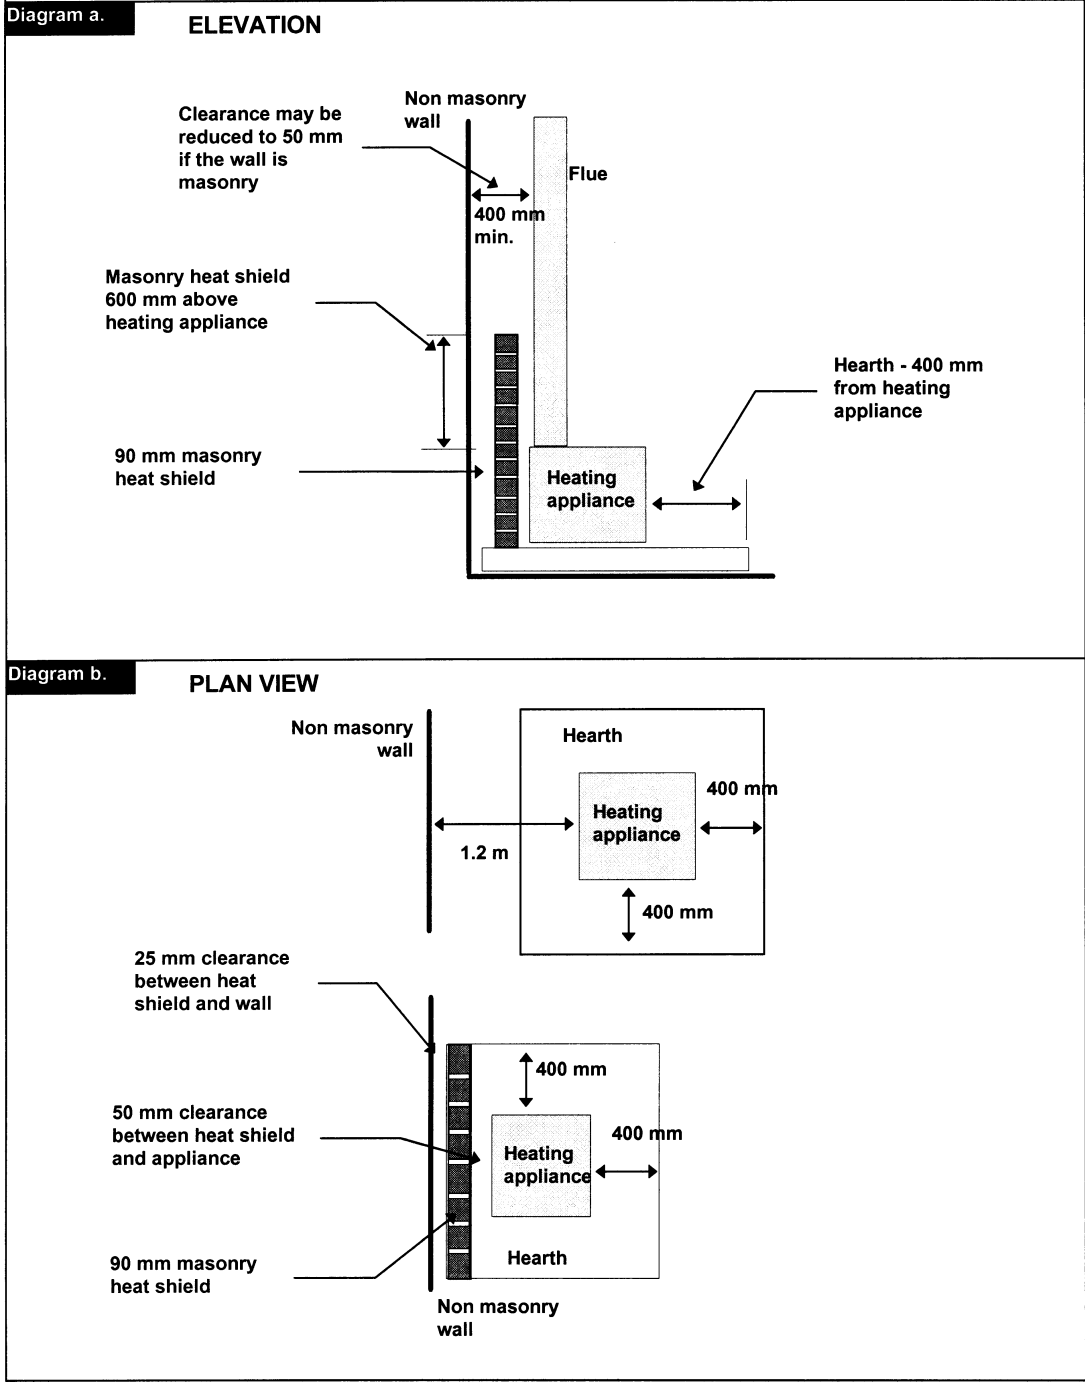 Diagram a.
ELEVATION
Non masonry
wall
Clearance may be
reduced to 50 mm
if the wall is
masonry
Flue
400 mm
min.
Masonry heat shield
600 mm above
heating appliance
Hearth - 400 mm
from heating
appliance
90 mm masonry
heat shield
Heating
appliance
Diagram b.
PLAN VIEW
Non masonry
wall
Hearth
400 mm
Heating
appliance
1.2 m
400 mm
25 mm clearance
between heat
shield and wall
400 mm
50 mm clearance
between heat shield
and appliance
400 mm
Heating
appliance
90 mm masonry
heat shield
Hearth
Non masonry
wall